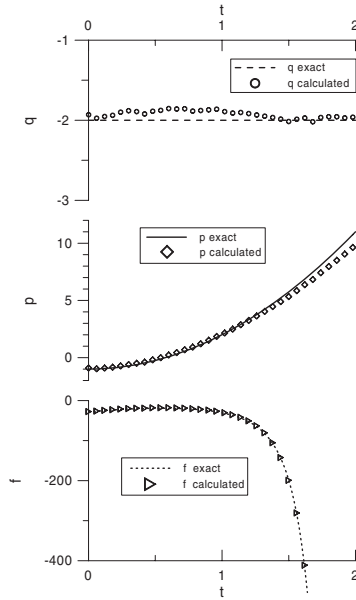 t
0 1 2
-1
-2
-3
q
q exact
q calculated
10
5
0
p
p exact
p calculated
0
-200
-400
f
f exact
f calculated
0 1 2
t